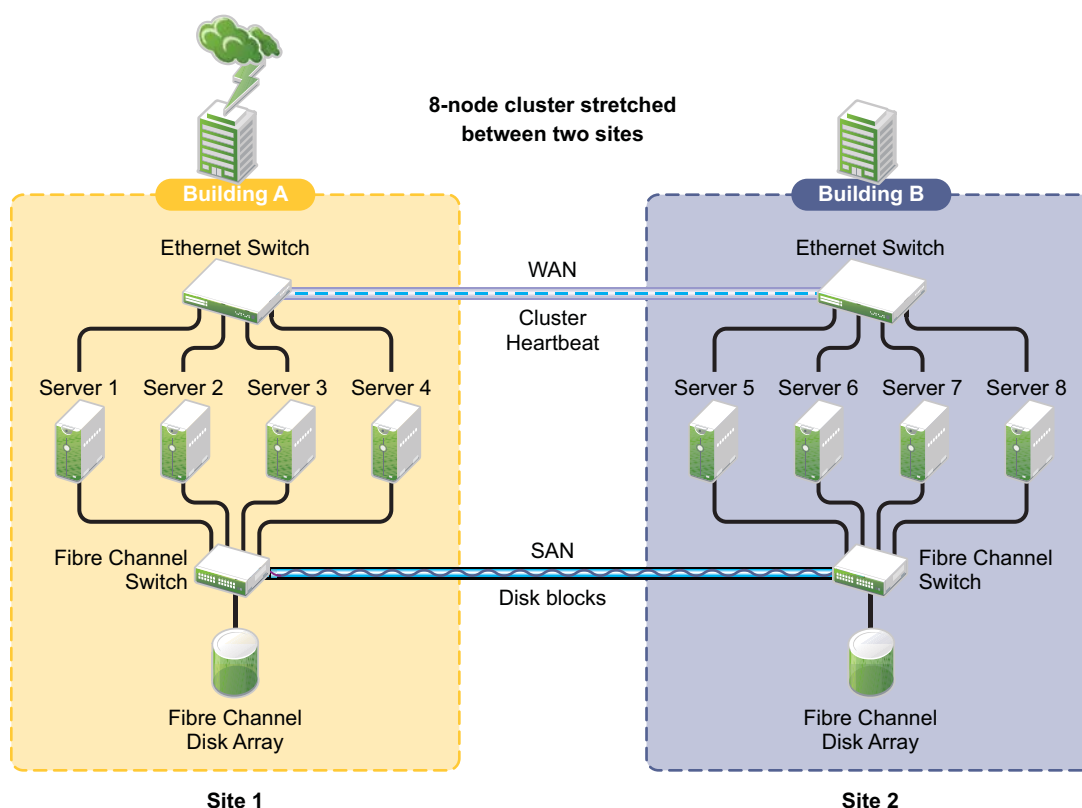 8-node cluster stretched
between two sites
Building A
Building B
Ethernet Switch
Ethernet Switch
WAN
Cluster
Heartbeat
Server 1
Server 2
Server 3
Server 4
Server 5
Server 6
Server 7
Server 8
Fibre Channel
Switch
SAN
Disk blocks
Fibre Channel
Switch
Fibre Channel
Disk Array
Fibre Channel
Disk Array
Site 1
Site 2